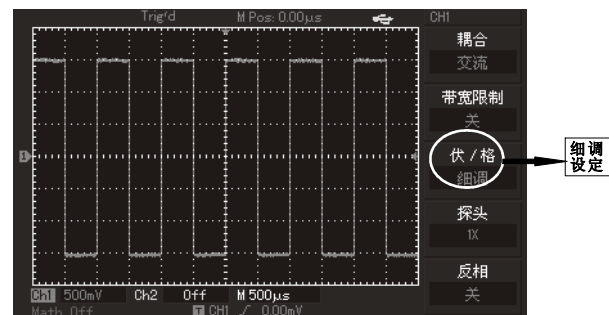 Trig'd M Pos: 0.00µs CH1
耦合
交流
带宽限制
关
伏/格
细调
细调
设定
探头
1X
反相
关
1
Ch1 500mV Ch2 Off M 500µs
Math Off T CH1 / 0.00mV